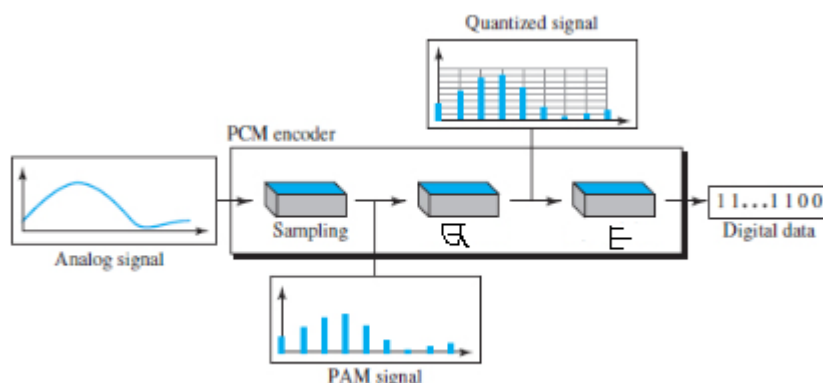 Quantized signal
PCM encoder
Sampling
E
11...1100
Digital data
Analog signal
PAM signal